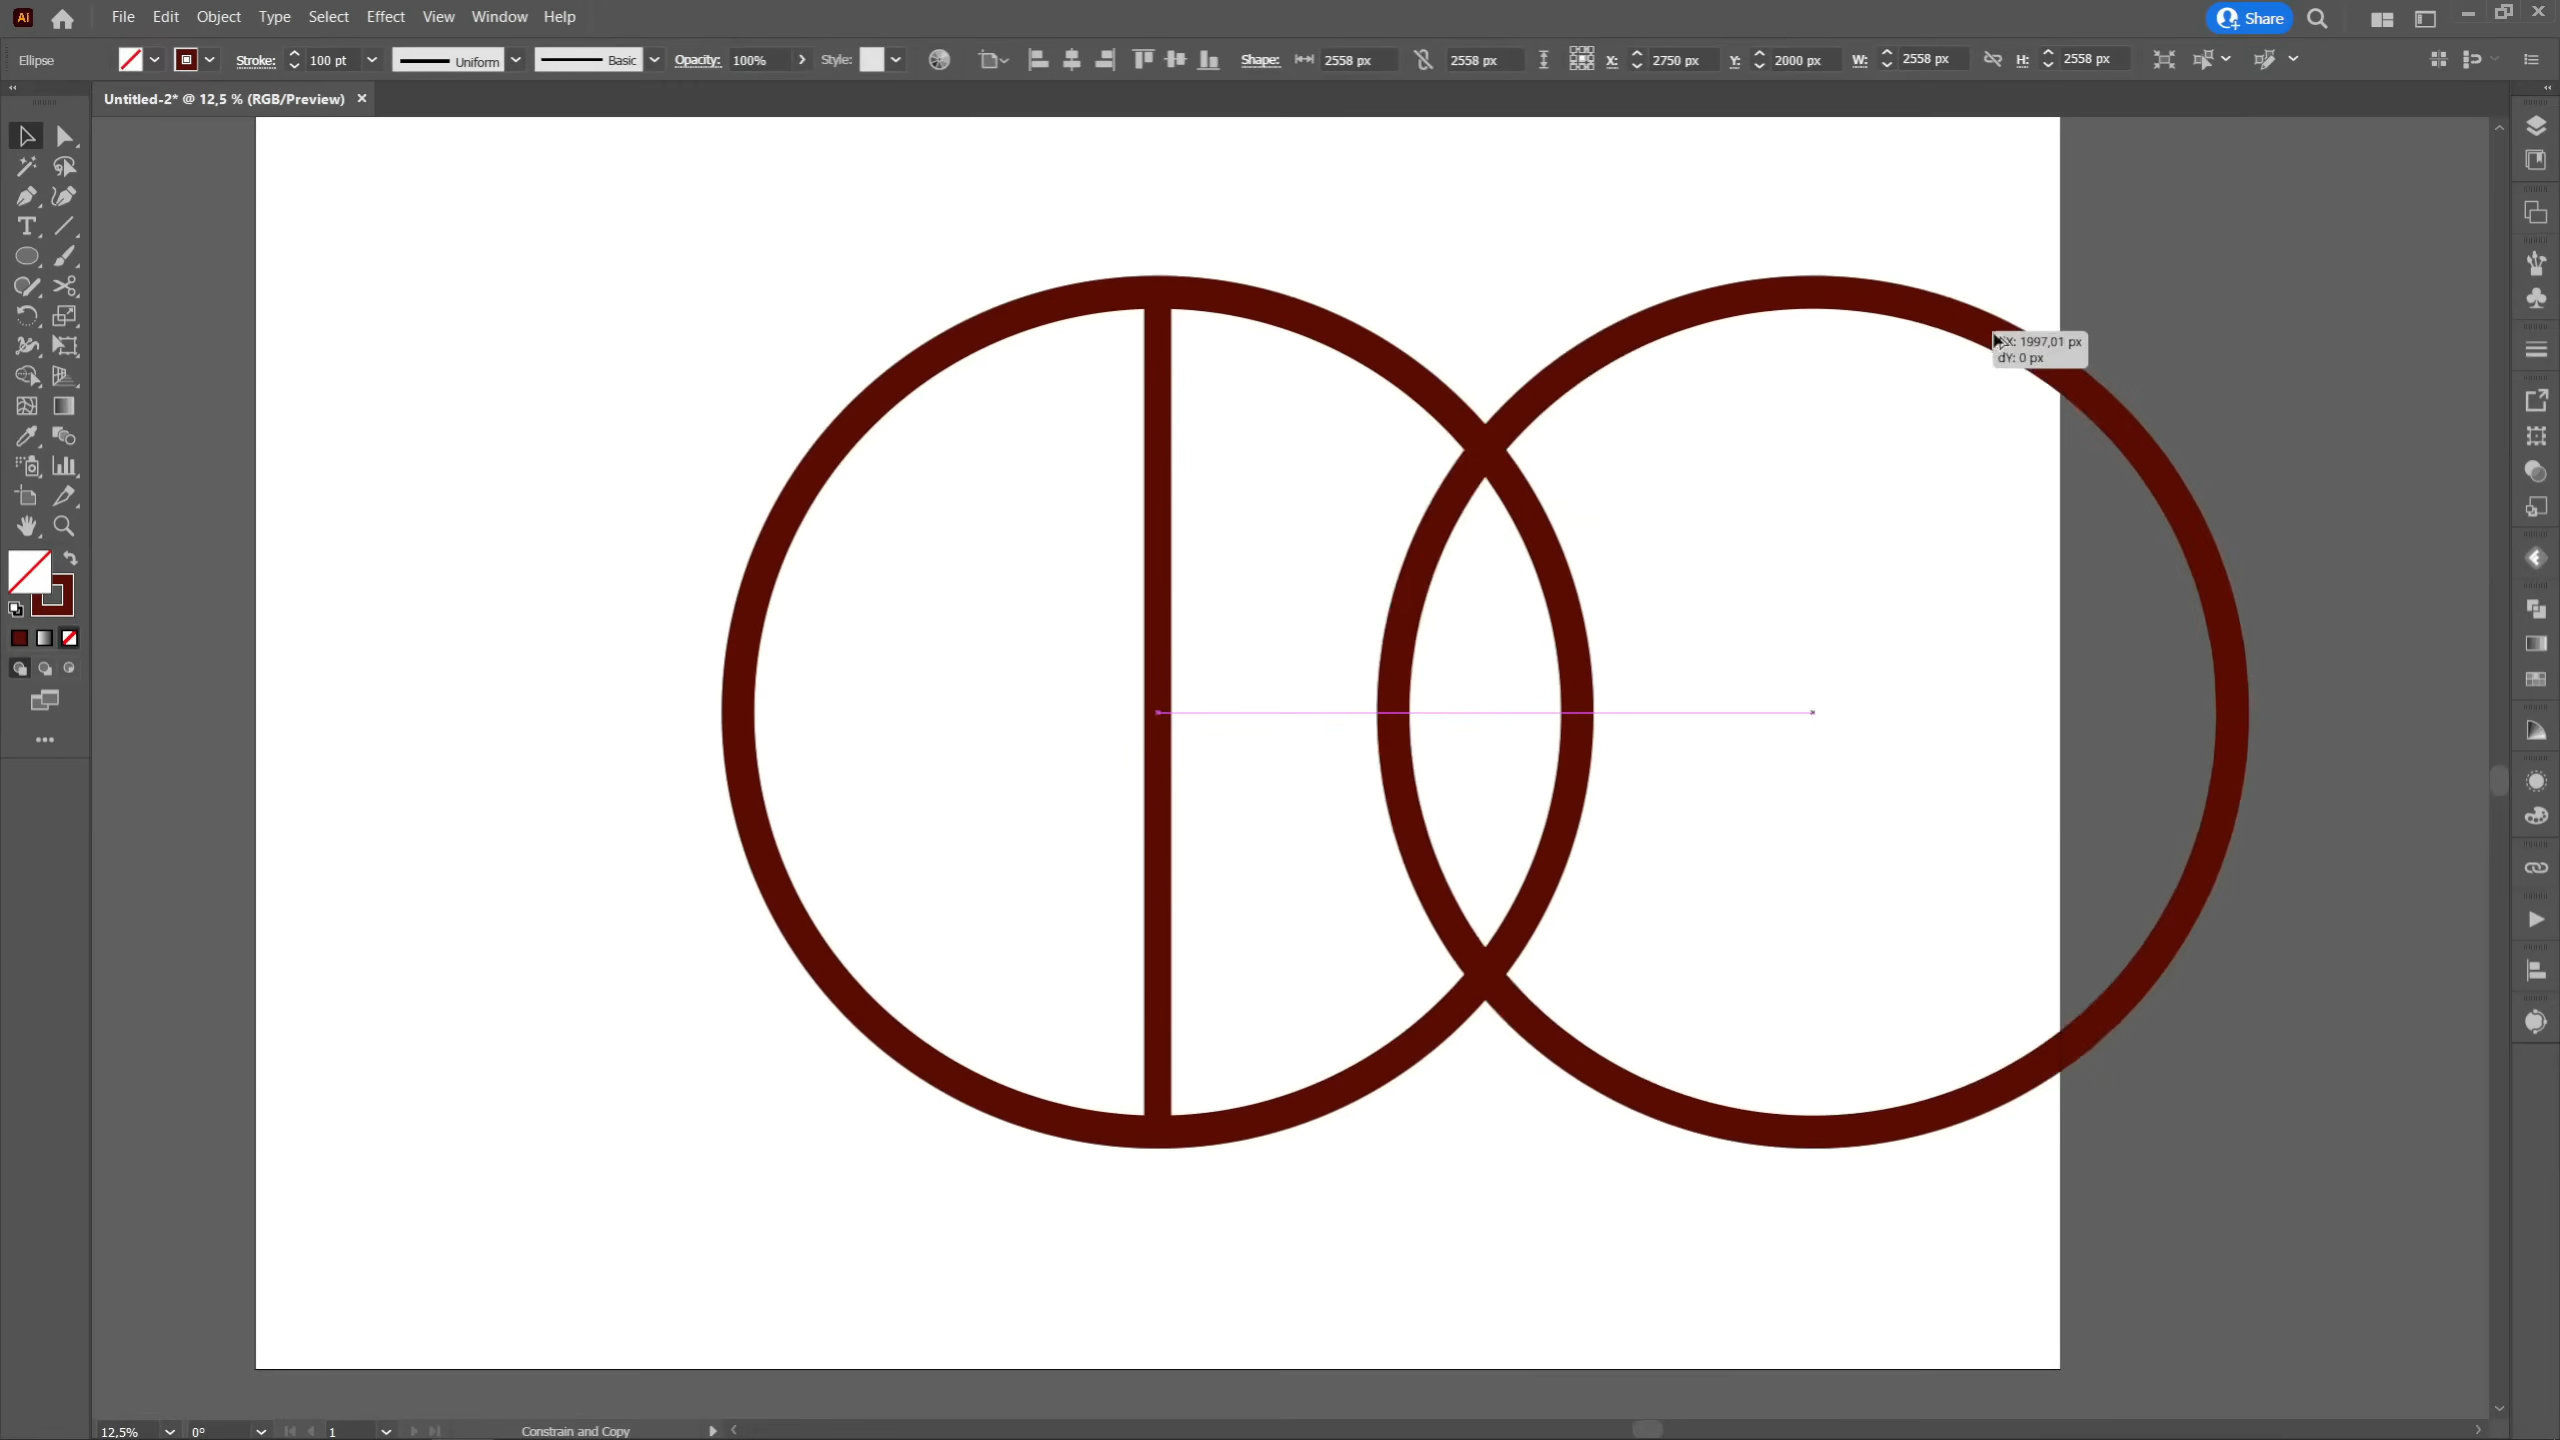 Ai File Edit Object Type Select Effect View Window Help Share
Ellipse Stroke: 100 pt Uniform Basic Opacity: 100% Style: Shape: 2558 px 2558 px X: 2750 px Y: 2000 px W: 2558 px H: 2558 px
Untitled-2* @ 12,5 % (RGB/Preview)
X: 1997,01 px
dY: 0 px
12,5% 0° 1 Constrain and Copy